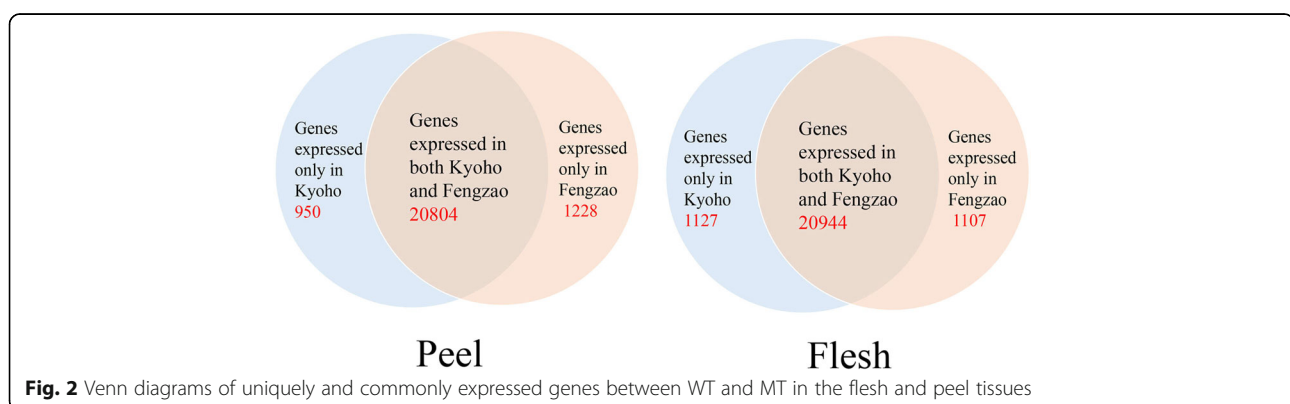 Genes
expressed
only in
Kyoho
950
Genes
expressed in
both Kyoho
and Fengzao
20804
Genes
expressed
only in
Fengzao
1228
Peel
Genes
expressed
only in
Kyoho
1127
Genes
expressed in
both Kyoho
and Fengzao
20944
Genes
expressed
only in
Fengzao
1107
Flesh
Fig. 2 Venn diagrams of uniquely and commonly expressed genes between WT and MT in the flesh and peel tissues